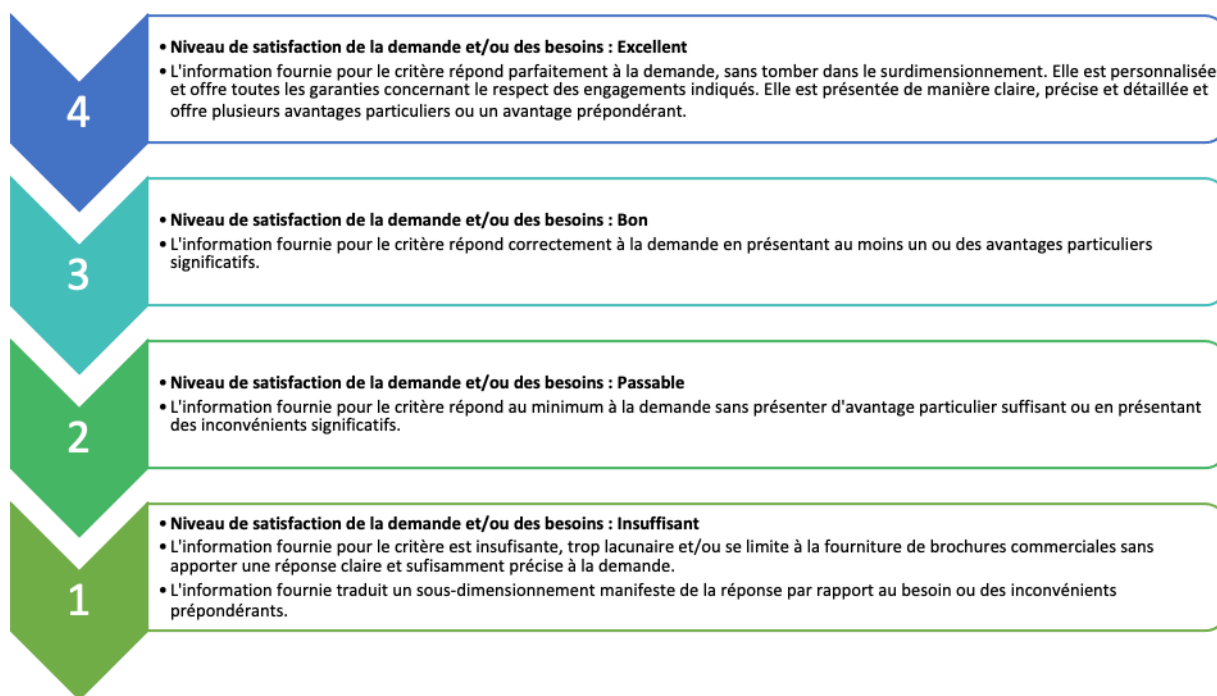 • Niveau de satisfaction de la demande et/ou des besoins : Excellent
• L'information fournie pour le critère répond parfaitement à la demande, sans tomber dans le surdimensionnement. Elle est personnalisée
et offre toutes les garanties concernant le respect des engagements indiqués. Elle est présentée de manière claire, précise et détaillée et
offre plusieurs avantages particuliers ou un avantage prépondérant.
4
• Niveau de satisfaction de la demande et/ou des besoins : Bon
• L'information fournie pour le critère répond correctement à la demande en présentant au moins un ou des avantages particuliers
significatifs.
3
• Niveau de satisfaction de la demande et/ou des besoins : Passable
• L'information fournie pour le critère répond au minimum à la demande sans présenter d'avantage particulier suffisant ou en présentant
des inconvénients significatifs.
2
• Niveau de satisfaction de la demande et/ou des besoins : Insuffisant
• L'information fournie pour le critère est insufisante, trop lacunaire et/ou se limite à la fourniture de brochures commerciales sans
apporter une réponse claire et sufisamment précise à la demande.
• L'information fournie traduit un sous-dimensionnement manifeste de la réponse par rapport au besoin ou des inconvénients
prépondérants.
1